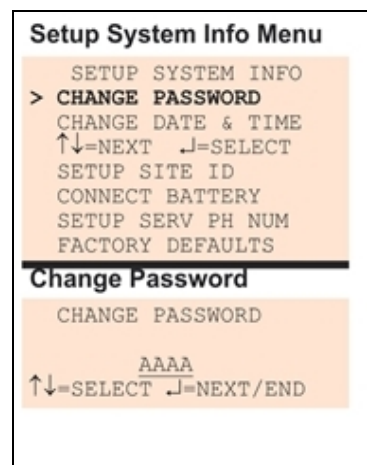 Setup System Info Menu
SETUP SYSTEM INFO
> CHANGE PASSWORD
CHANGE DATE & TIME
↑↓=NEXT ↵=SELECT
SETUP SITE ID
CONNECT BATTERY
SETUP SERV PH NUM
FACTORY DEFAULTS
Change Password
CHANGE PASSWORD
AAAA
↑↓=SELECT ↵=NEXT/END